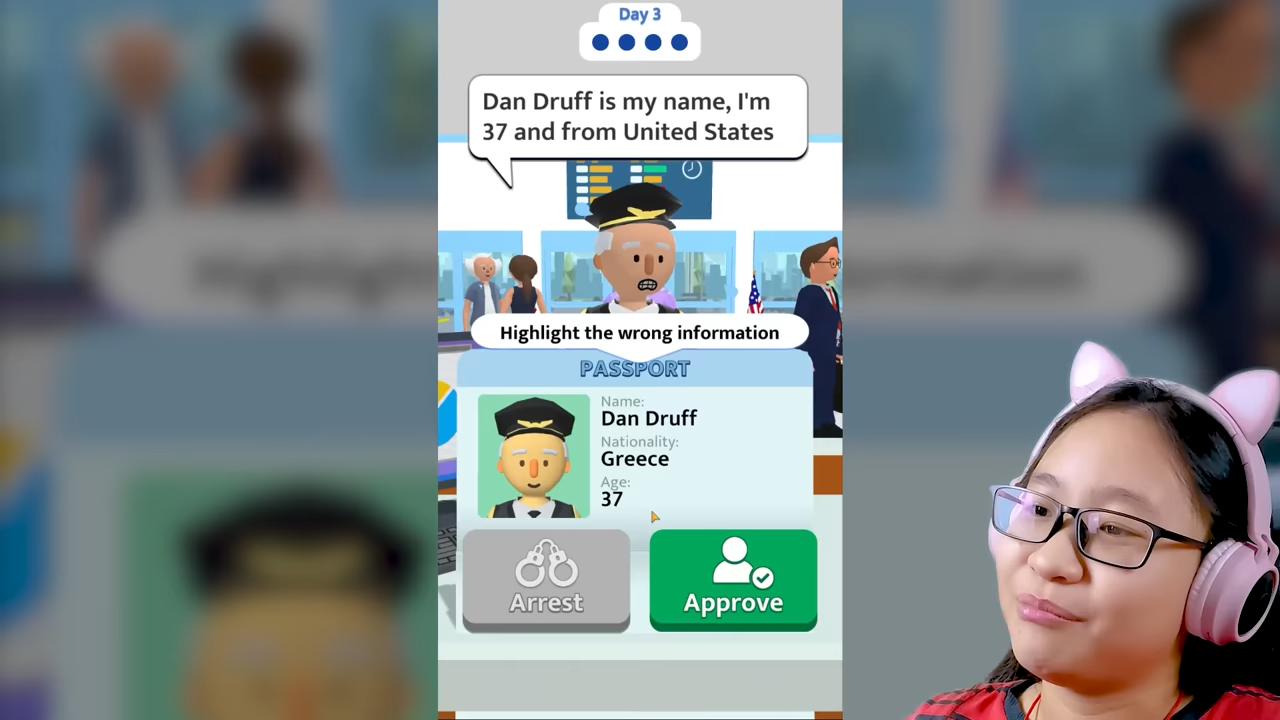 Day 3
Dan Druff is my name, I'm
37 and from United States
Highlight the wrong information
PASSPORT
Name:
Dan Druff
Nationality:
Greece
Age:
37
Arrest
Approve